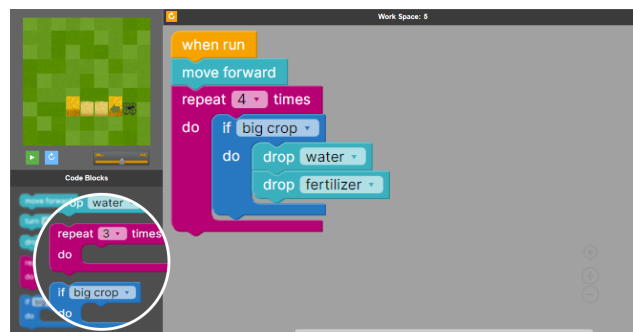 Work Space: 5
when run
move forward
repeat 4 times
do if big crop
do drop water
drop fertilizer
Code Blocks
drop water
repeat 3 times
do
if big crop
do